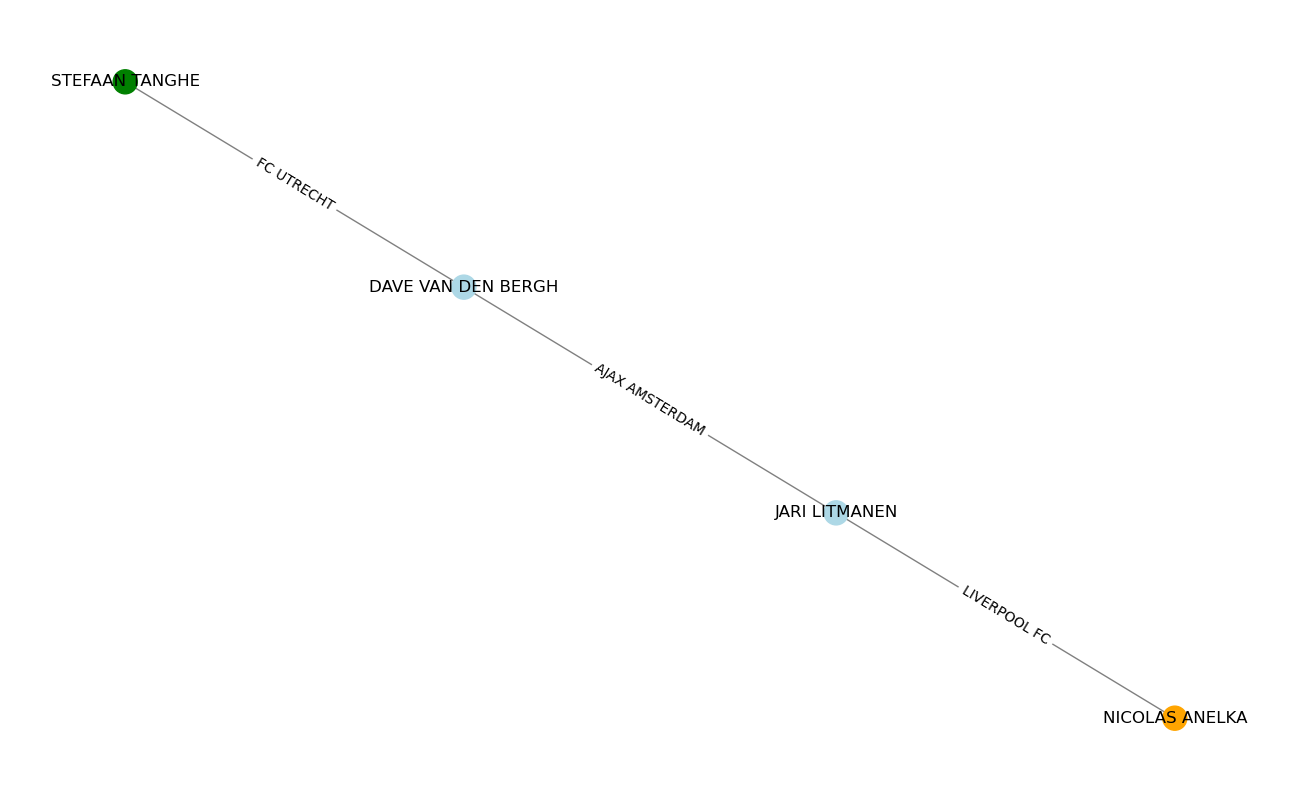 STEFAAN TANGHE
FC UTRECHT
DAVE VAN DEN BERGH
AJAX AMSTERDAM
JARI LITMANEN
LIVERPOOL FC
NICOLAS ANELKA